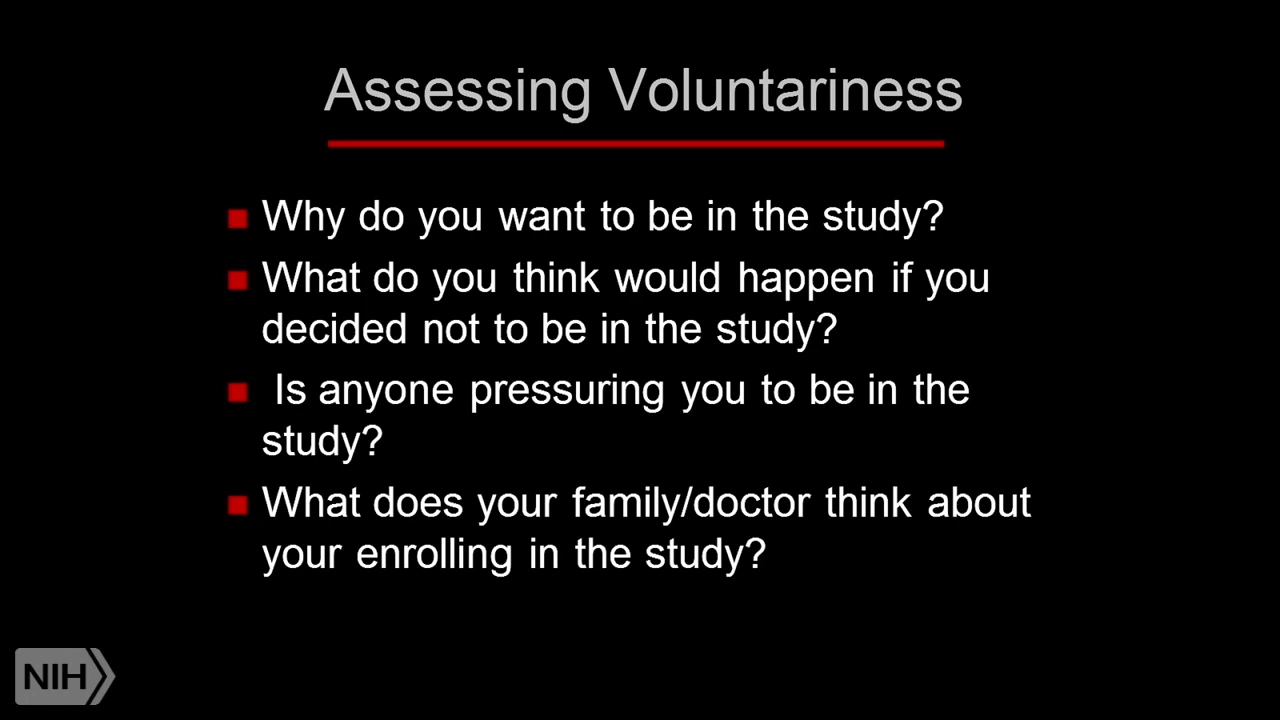 Assessing Voluntariness
Why do you want to be in the study?
What do you think would happen if you
decided not to be in the study?
Is anyone pressuring you to be in the
study?
What does your family/doctor think about
your enrolling in the study?
NIH